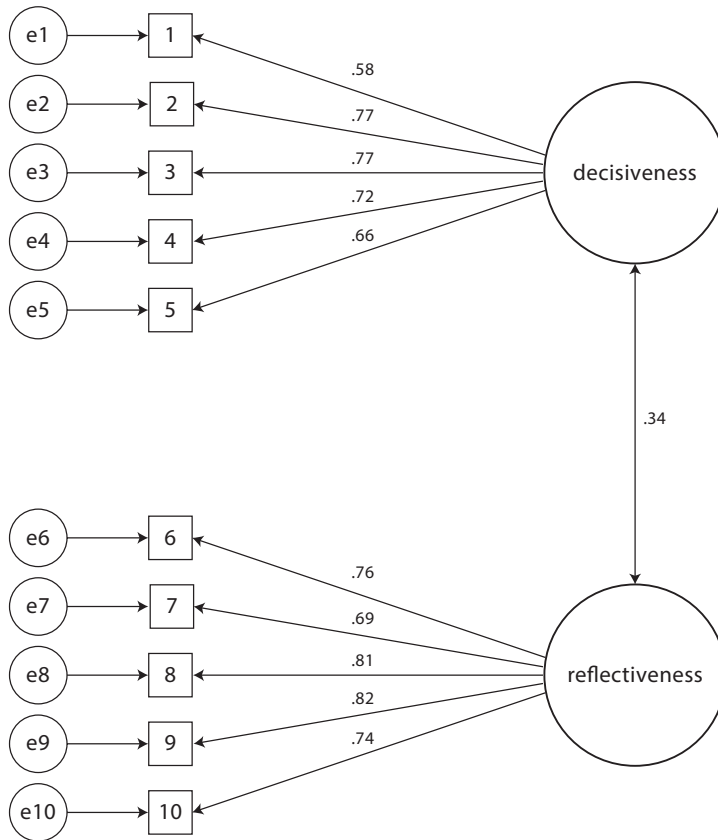 e1 1
.58
e2 2
.77
e3 3
.77
decisiveness
e4 4
.72
e5 5
.66
.34
e6 6
.76
e7 7
.69
e8 8
.81
reflectiveness
e9 9
.82
e10 10
.74